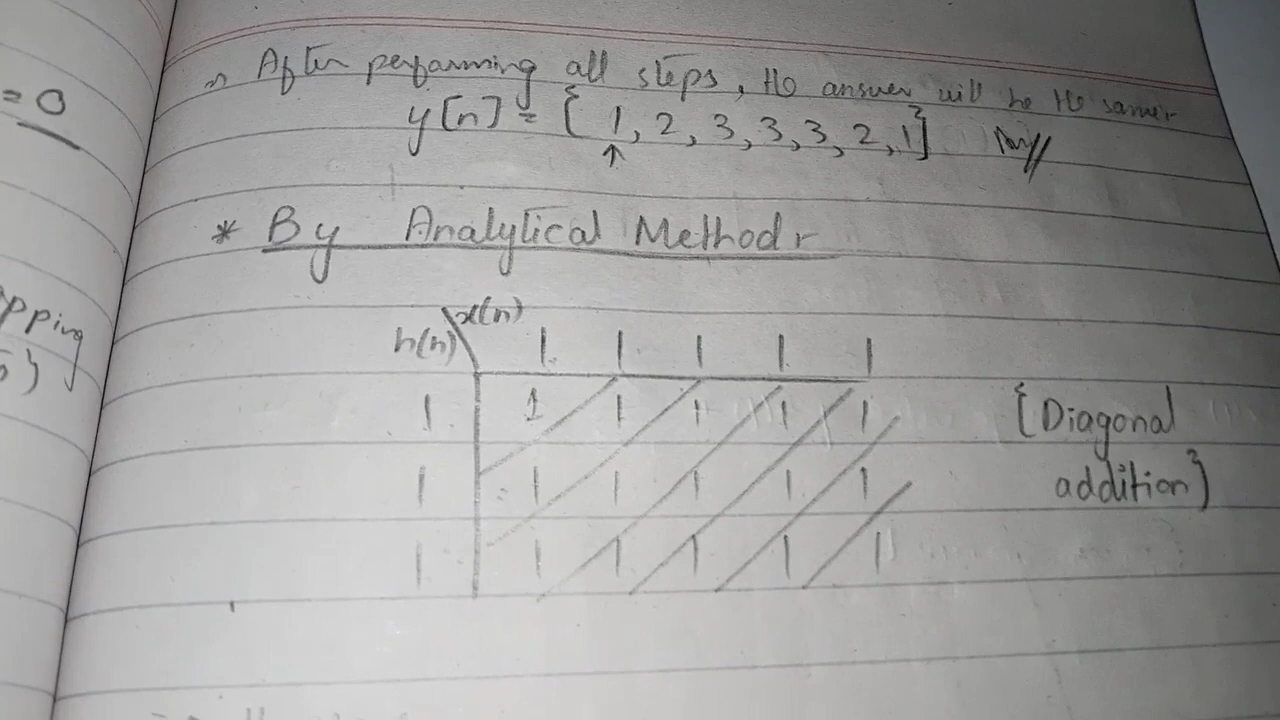 = 0
pping
5)
⇒ After performing all steps, the answer will be the same:-
y[n] = { 1, 2, 3, 3, 3, 2, 1 }
↑
* By Analytical Method:-
x(n)
h(n) 1 1 1 1 1
1 1 1 1 1 1
1 1 1 1 1 1
1 1 1 1 1 1
{Diagonal
addition}